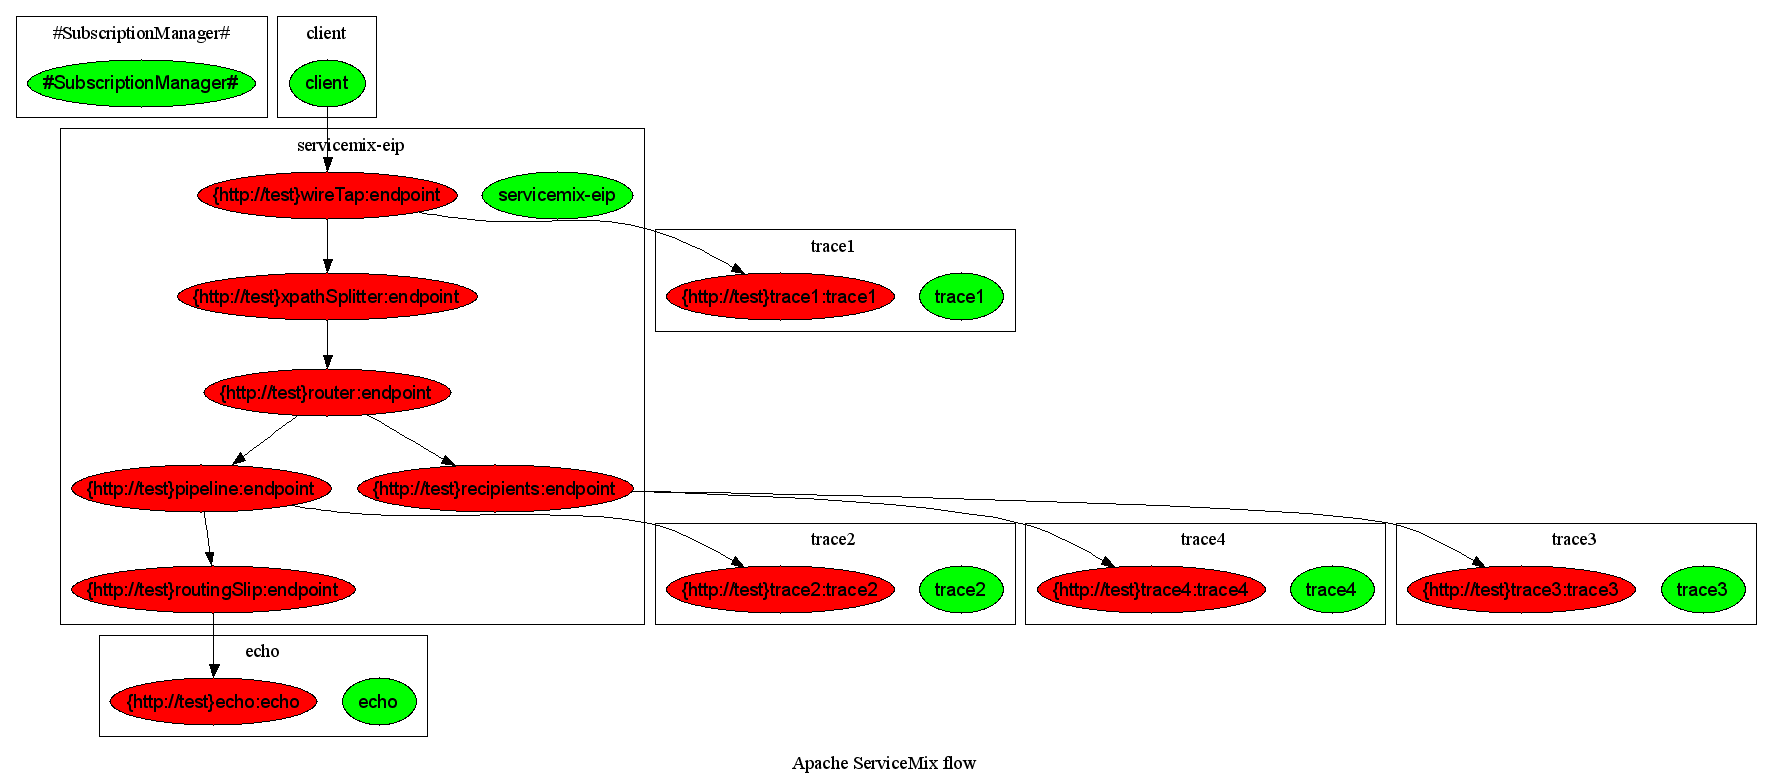 #SubscriptionManager#
client
#SubscriptionManager#
client
servicemix-eip
{http://test}wireTap:endpoint
servicemix-eip
trace1
{http://test}xpathSplitter:endpoint
{http://test}trace1:trace1
trace1
{http://test}router:endpoint
{http://test}pipeline:endpoint
{http://test}recipients:endpoint
trace2
trace4
trace3
{http://test}routingSlip:endpoint
{http://test}trace2:trace2
trace2
{http://test}trace4:trace4
trace4
{http://test}trace3:trace3
trace3
echo
{http://test}echo:echo
echo
Apache ServiceMix flow